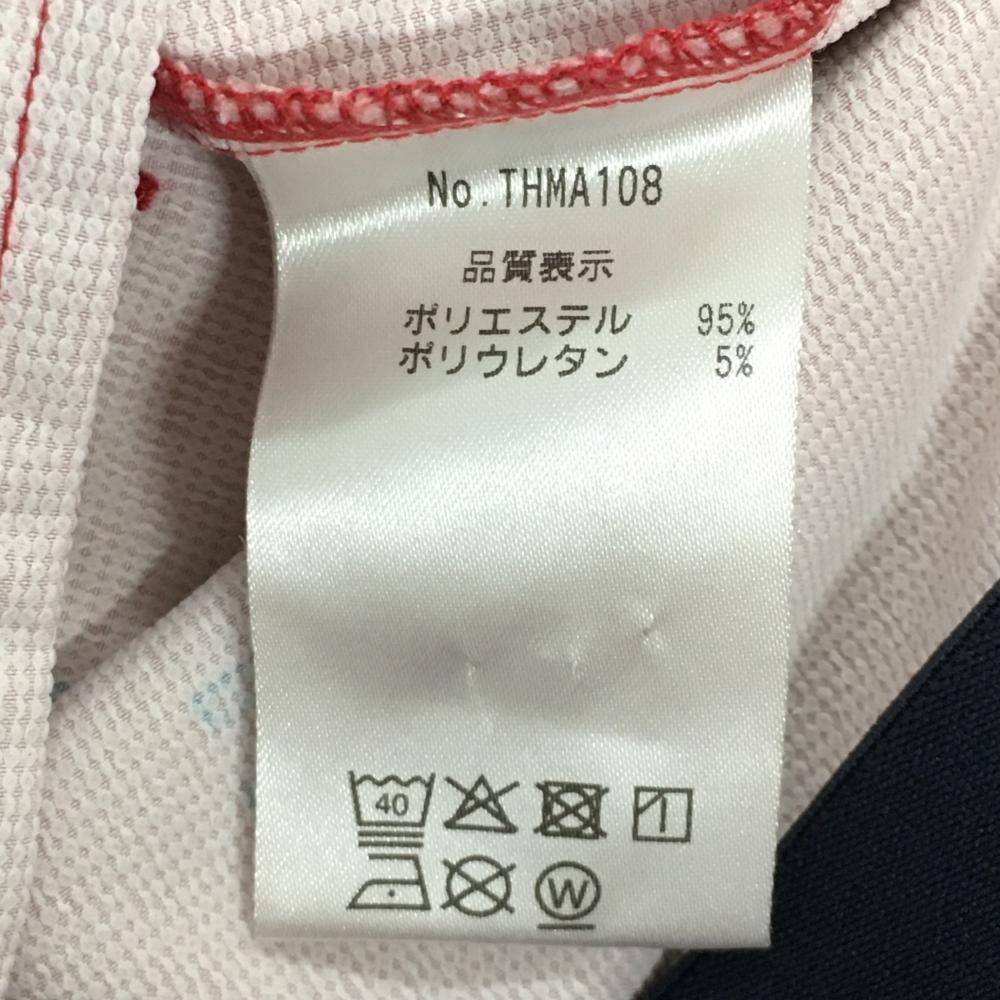 No.THMA108
品質表示
ポリエステル 95%
ポリウレタン 5%
40
W